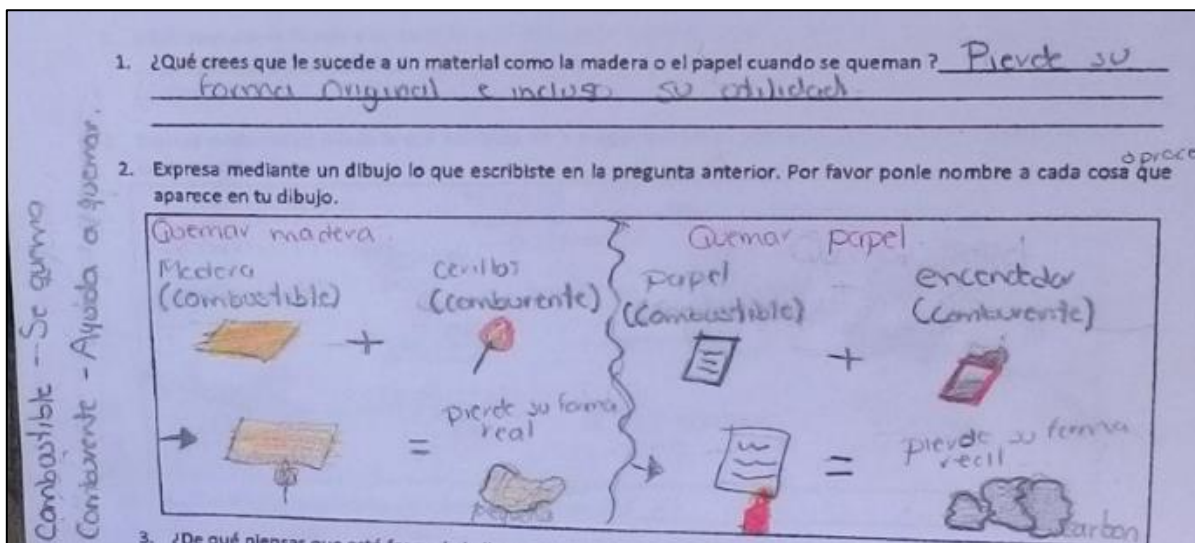 1. ¿Qué crees que le sucede a un material como la madera o el papel cuando se queman ? Pierde su
forma Original e incluso su utilidad.
2. Expresa mediante un dibujo lo que escribiste en la pregunta anterior. Por favor ponle nombre a cada cosa que
aparece en tu dibujo.
Quemar madera
Madera
(combustible)
+
Cerillos
(comburente)
=
pierde su forma
real
Quemar papel
papel
(Combustible)
+
encendedor
(Comburente)
=
pierde su forma
real
carbon
Combustible -- Se quema
Comburente - Ayuda a quemar.